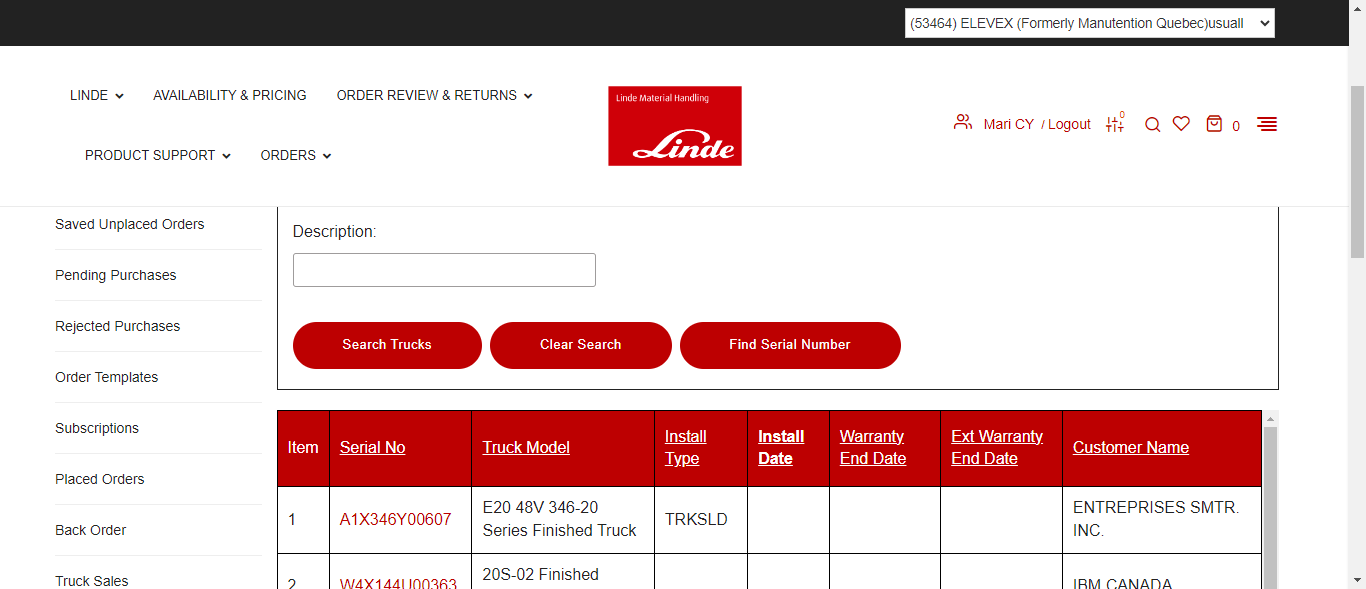 (53464) ELEVEX (Formerly Manutention Quebec)usuall
LINDE
AVAILABILITY & PRICING
ORDER REVIEW & RETURNS
PRODUCT SUPPORT
ORDERS
Linde Material Handling
Linde
Mari CY / Logout
0
0
Saved Unplaced Orders
Pending Purchases
Rejected Purchases
Order Templates
Subscriptions
Placed Orders
Back Order
Truck Sales
Description:
Search Trucks
Clear Search
Find Serial Number
Item
Serial No
Truck Model
Install
Type
Install
Date
Warranty
End Date
Ext Warranty
End Date
Customer Name
1
A1X346Y00607
E20 48V 346-20
Series Finished Truck
TRKSLD
ENTREPRISES SMTR.
INC.
2
W4X144U00363
20S-02 Finished
IBM CANADA